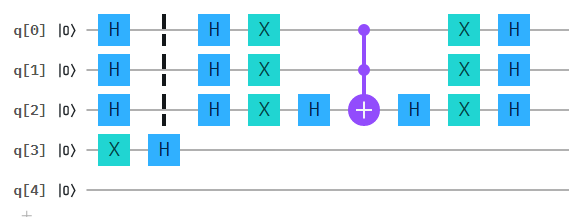 q[0] |0⟩ H H X X H
q[1] |0⟩ H H X X H
q[2] |0⟩ H H X H + H X H
q[3] |0⟩ X H
q[4] |0⟩